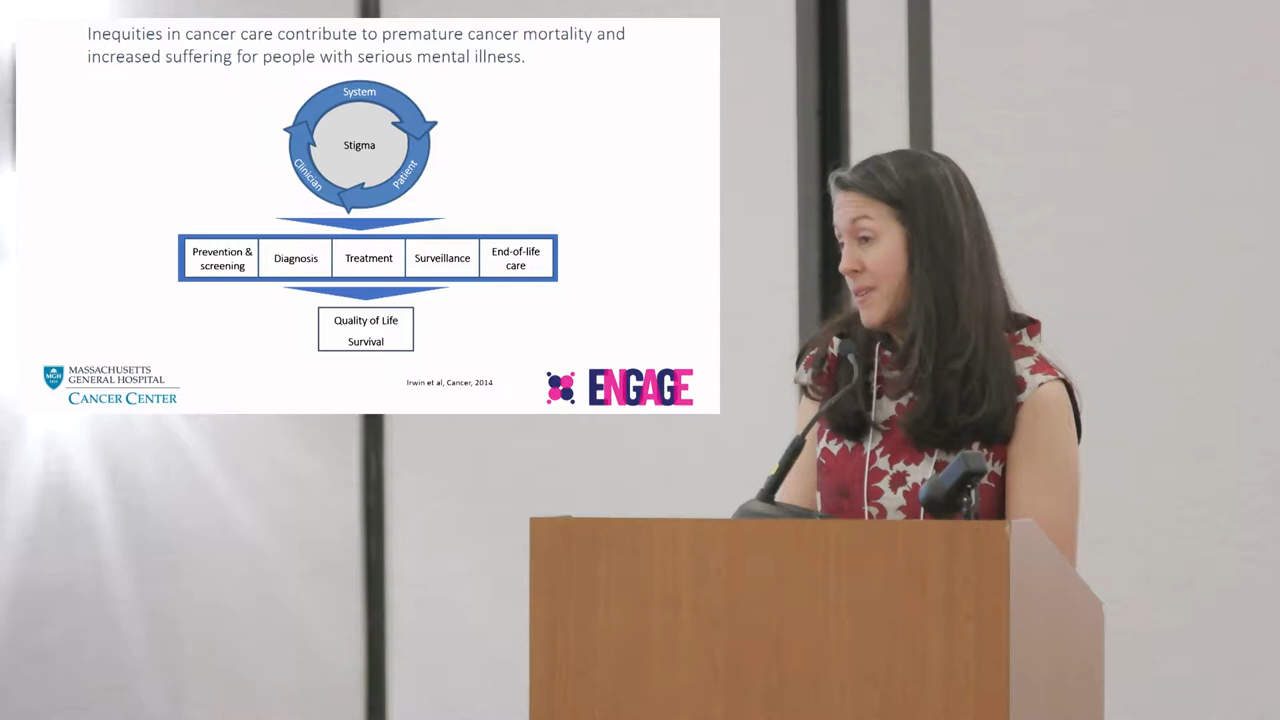 Inequities in cancer care contribute to premature cancer mortality and
increased suffering for people with serious mental illness.
System
Stigma
Clinician
Patient
Prevention &
screening
Diagnosis
Treatment
Surveillance
End-of-life
care
Quality of Life
Survival
MGH
1811
MASSACHUSETTS
GENERAL HOSPITAL
CANCER CENTER
Irwin et al, Cancer, 2014
ENGAGE